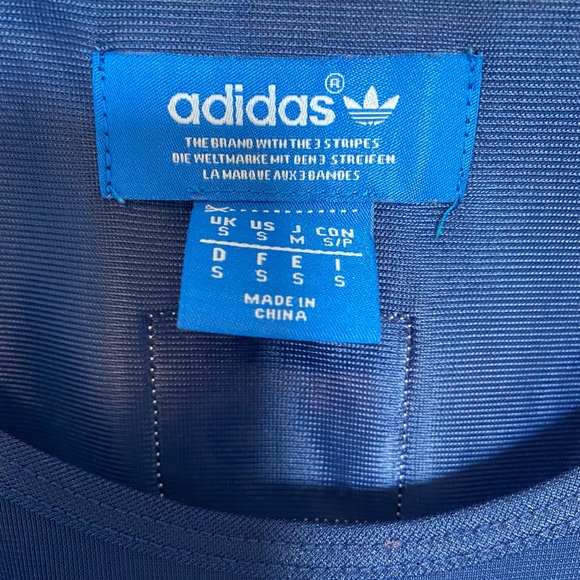 adidas®
THE BRAND WITH THE 3 STRIPES
DIE WELTMARKE MIT DEN 3 STREIFEN
LA MARQUE AUX 3 BANDES
UK US J CON
S S M S/P
D F E I
S S S S
MADE IN
CHINA